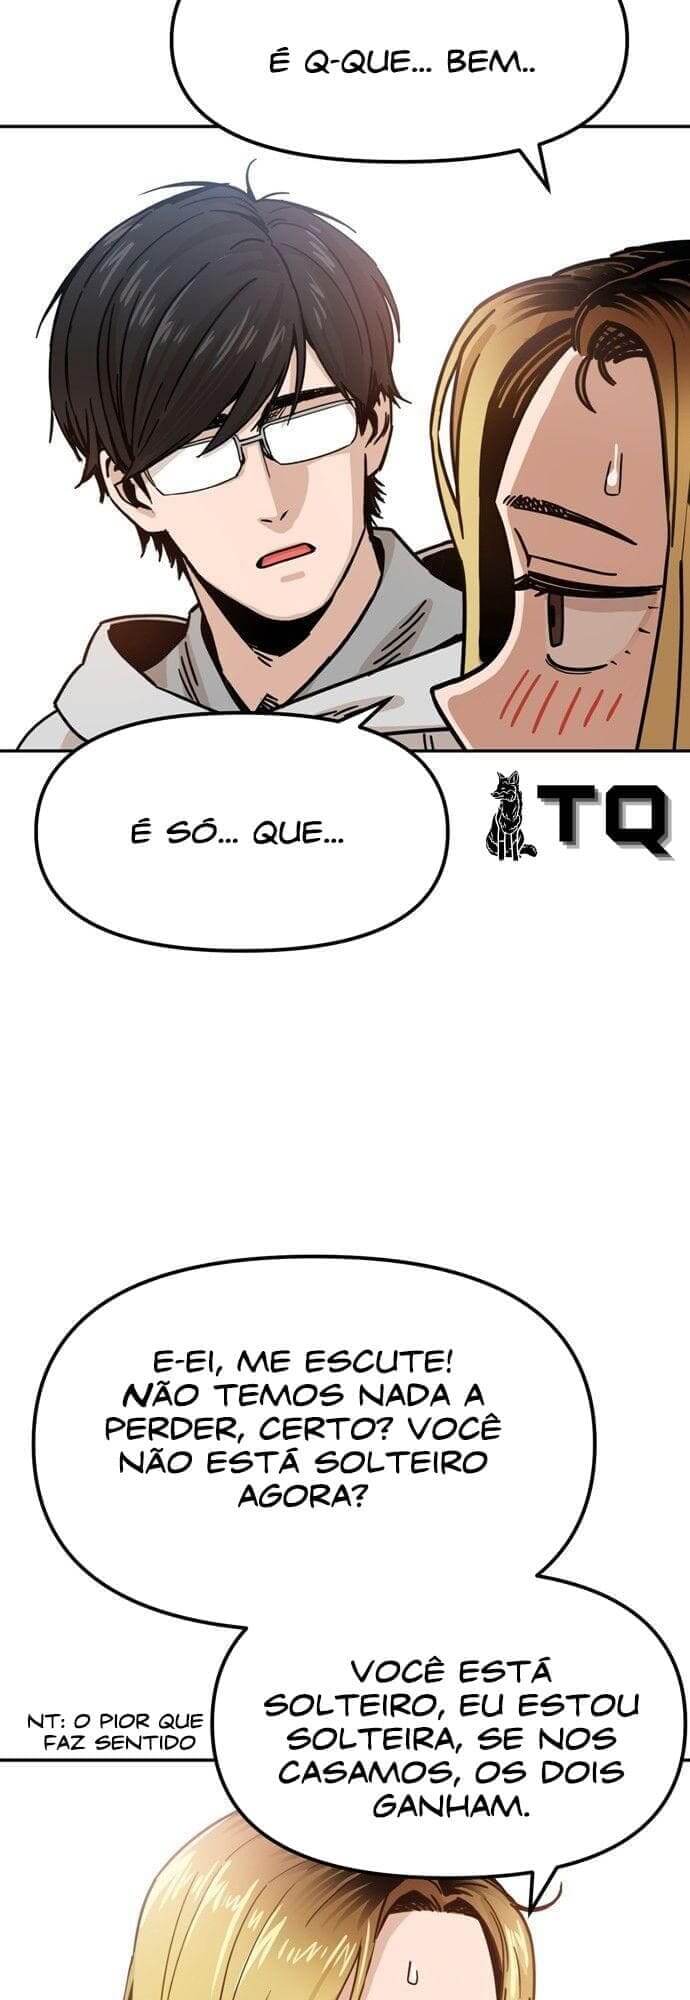 É Q-QUE... BEM..
É SÓ... QUE...
TQ
E-EI, ME ESCUTE!
NÃO TEMOS NADA A
PERDER, CERTO? VOCÊ
NÃO ESTÁ SOLTEIRO
AGORA?
VOCÊ ESTÁ
SOLTEIRO, EU ESTOU
SOLTEIRA, SE NOS
CASAMOS, OS DOIS
GANHAM.
NT: O PIOR QUE
FAZ SENTIDO